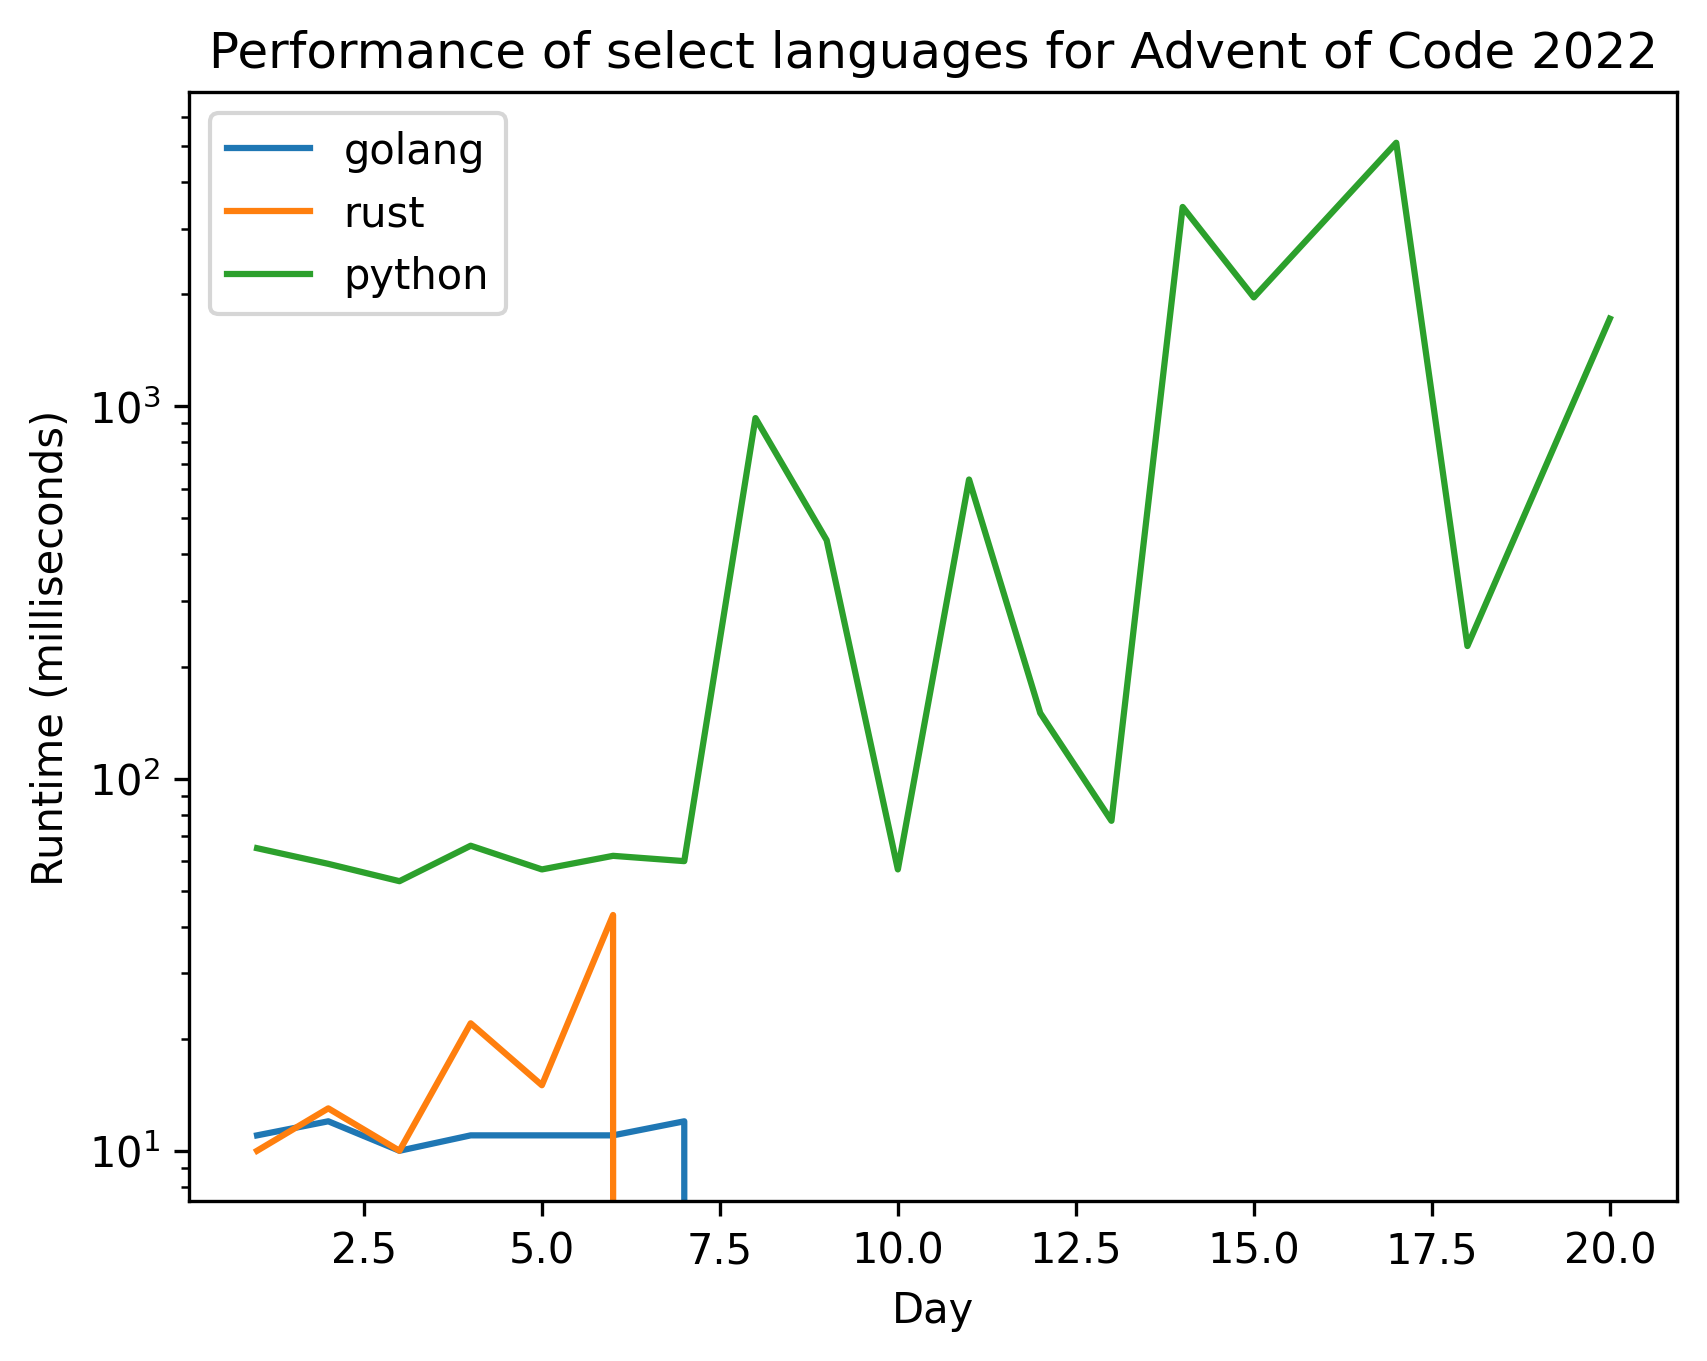 Performance of select languages for Advent of Code 2022
golang
rust
python
Runtime (milliseconds)
10³
10²
10¹
2.5 5.0 7.5 10.0 12.5 15.0 17.5 20.0
Day